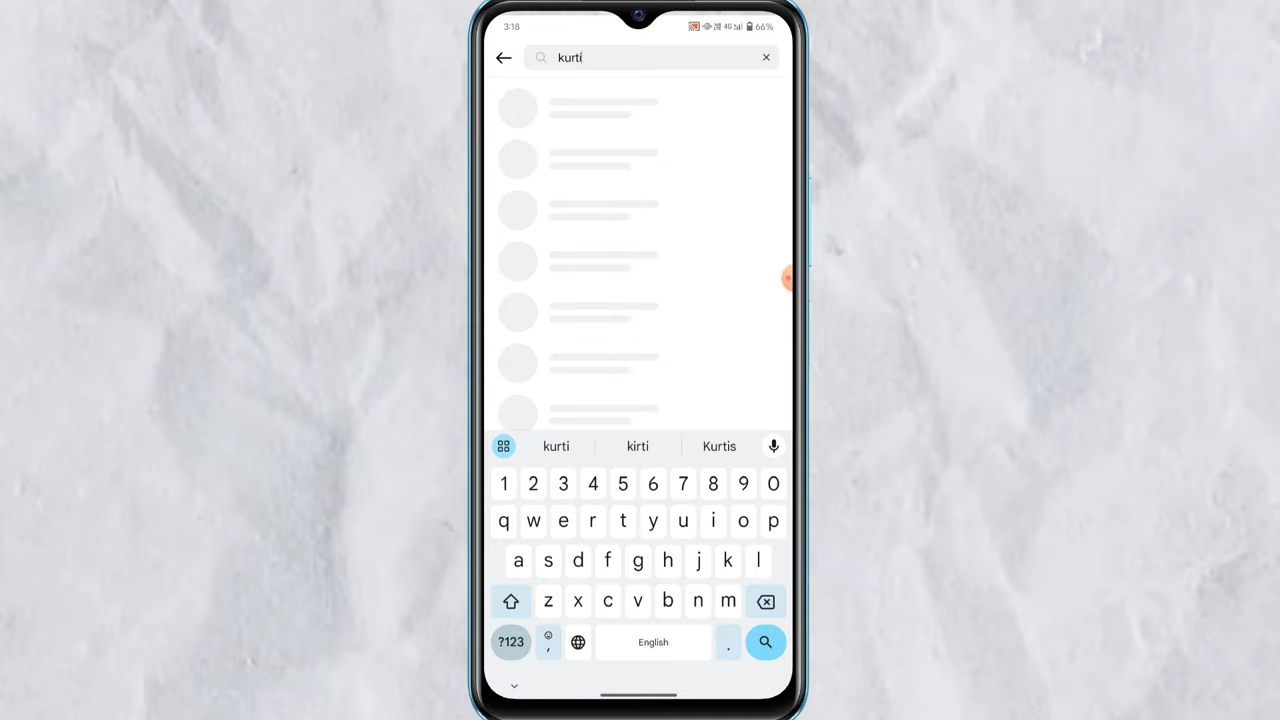 3:18 4G 66%
kurti
kurti kirti Kurtis
1 2 3 4 5 6 7 8 9 0
q w e r t y u i o p
a s d f g h j k l
z x c v b n m
?123 , English .